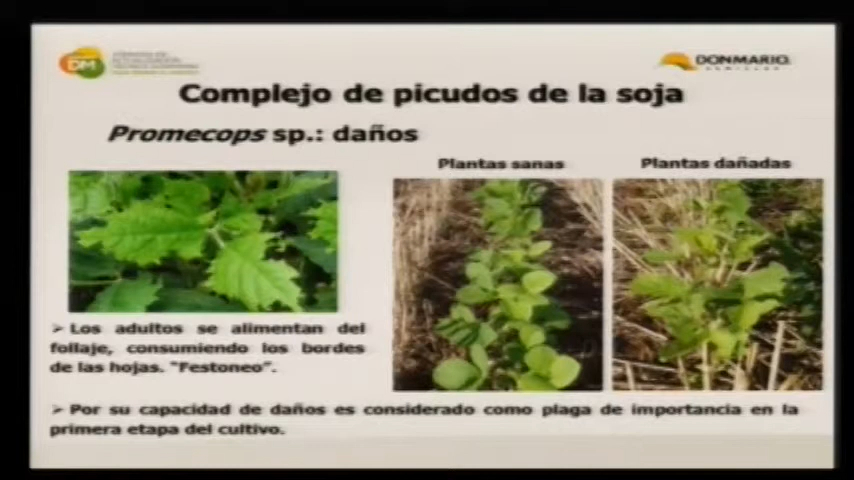 DM
DONMARIO
Complejo de picudos de la soja
Promecops sp.: daños
Plantas sanas
Plantas dañadas
➢ Los adultos se alimentan del
follaje, consumiendo los bordes
de las hojas. "Festoneo".
➢ Por su capacidad de daños es considerado como plaga de importancia en la
primera etapa del cultivo.